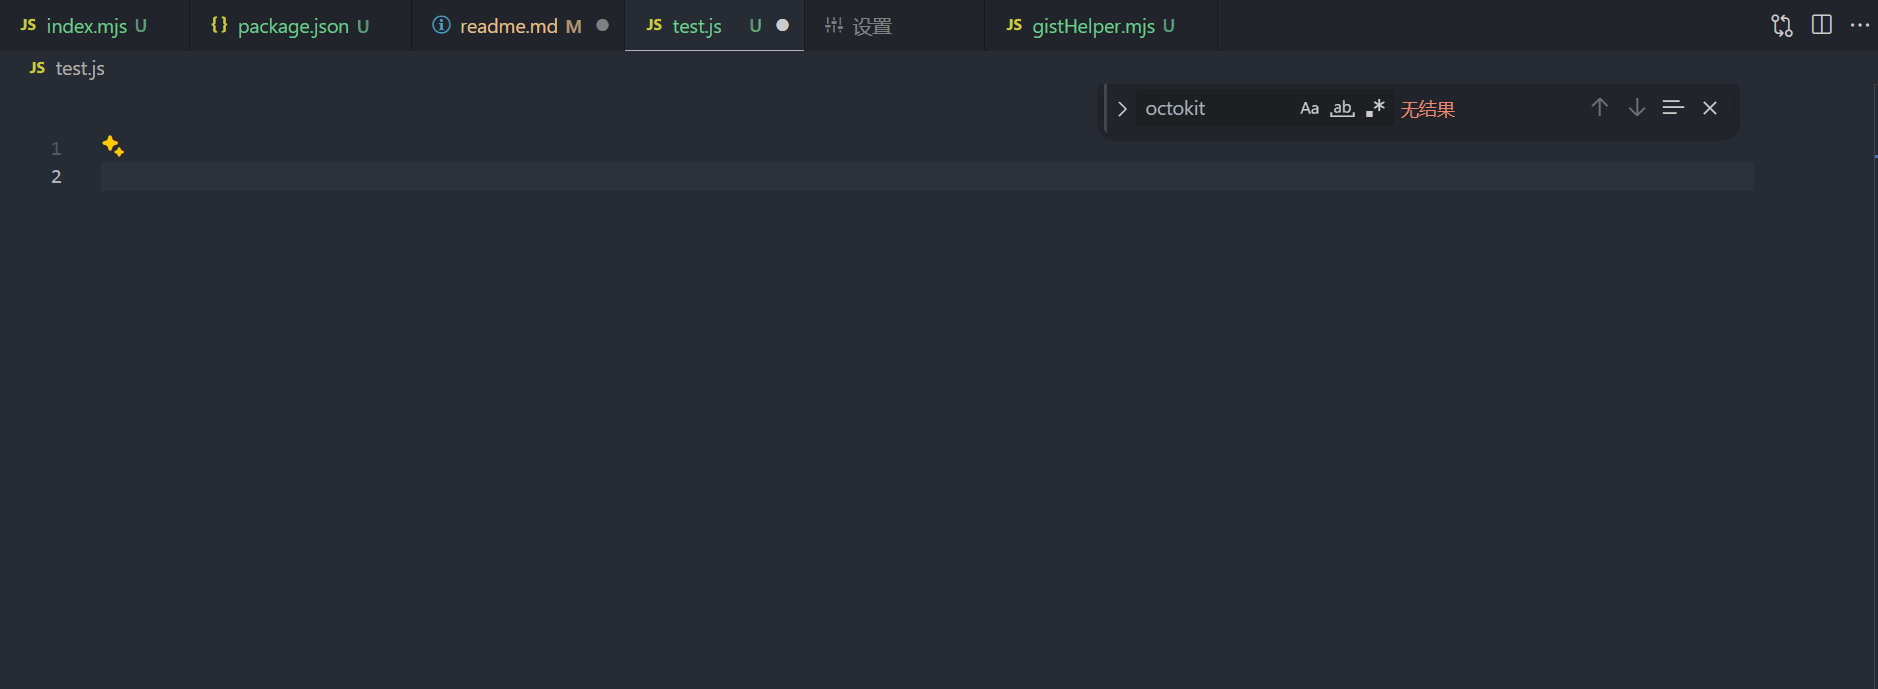 JS index.mjs U {} package.json U readme.md M JS test.js U 设置 JS gistHelper.mjs U
JS test.js
octokit Aa ab .* 无结果
1
2